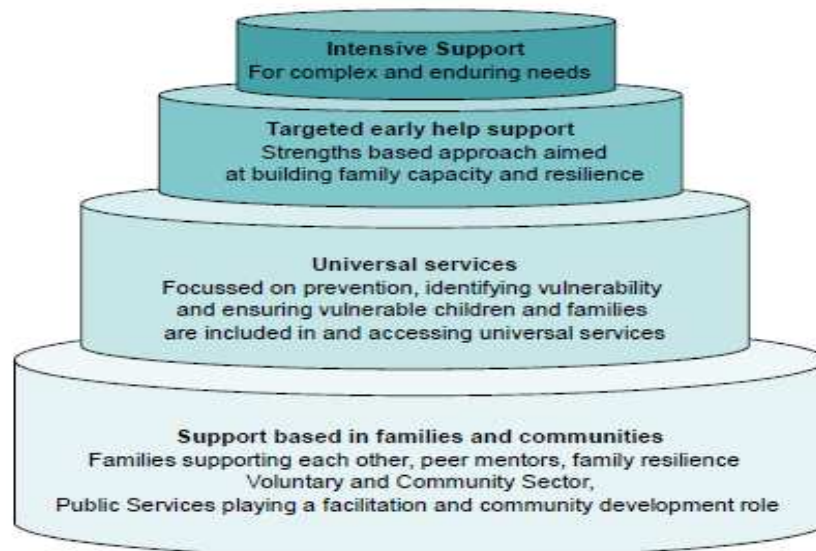 Intensive Support
For complex and enduring needs
Targeted early help support
Strengths based approach aimed
at building family capacity and resilience
Universal services
Focussed on prevention, identifying vulnerability
and ensuring vulnerable children and families
are included in and accessing universal services
Support based in families and communities
Families supporting each other, peer mentors, family resilience
Voluntary and Community Sector,
Public Services playing a facilitation and community development role